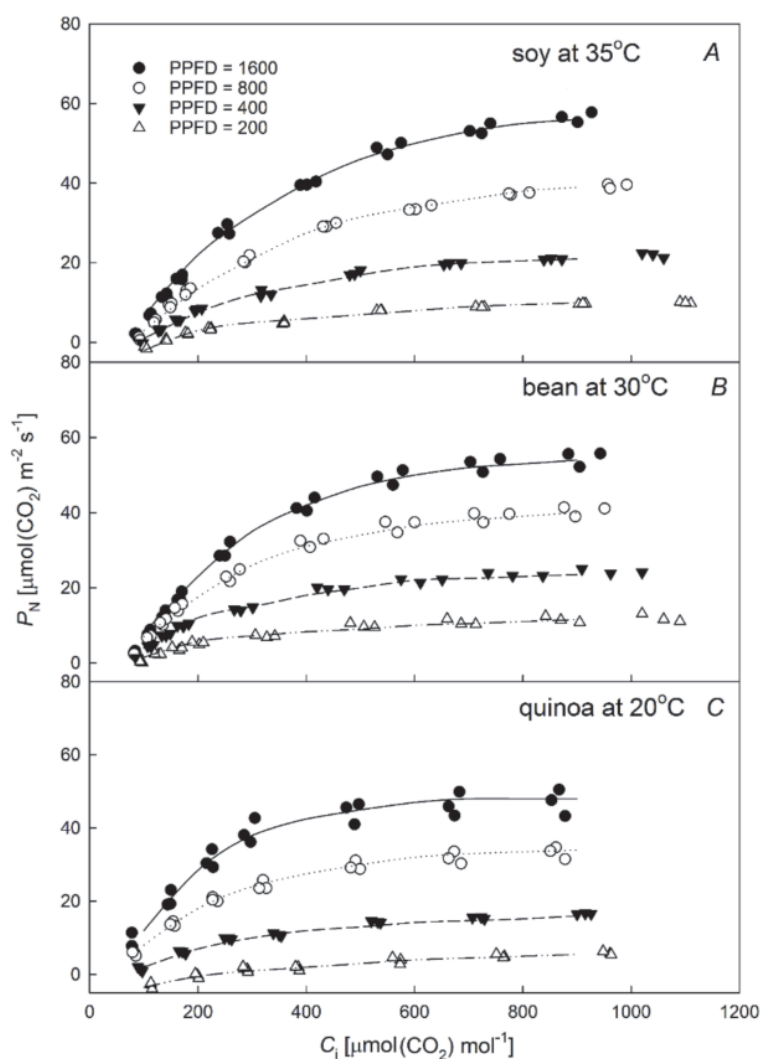 80
soy at 35°C A
PPFD = 1600
PPFD = 800
PPFD = 400
PPFD = 200
60
40
20
0
80
bean at 30°C B
60
40
20
0
P_N [μmol(CO₂) m⁻² s⁻¹]
80
quinoa at 20°C C
60
40
20
0
0 200 400 600 800 1000 1200
C_i [μmol(CO₂) mol⁻¹]